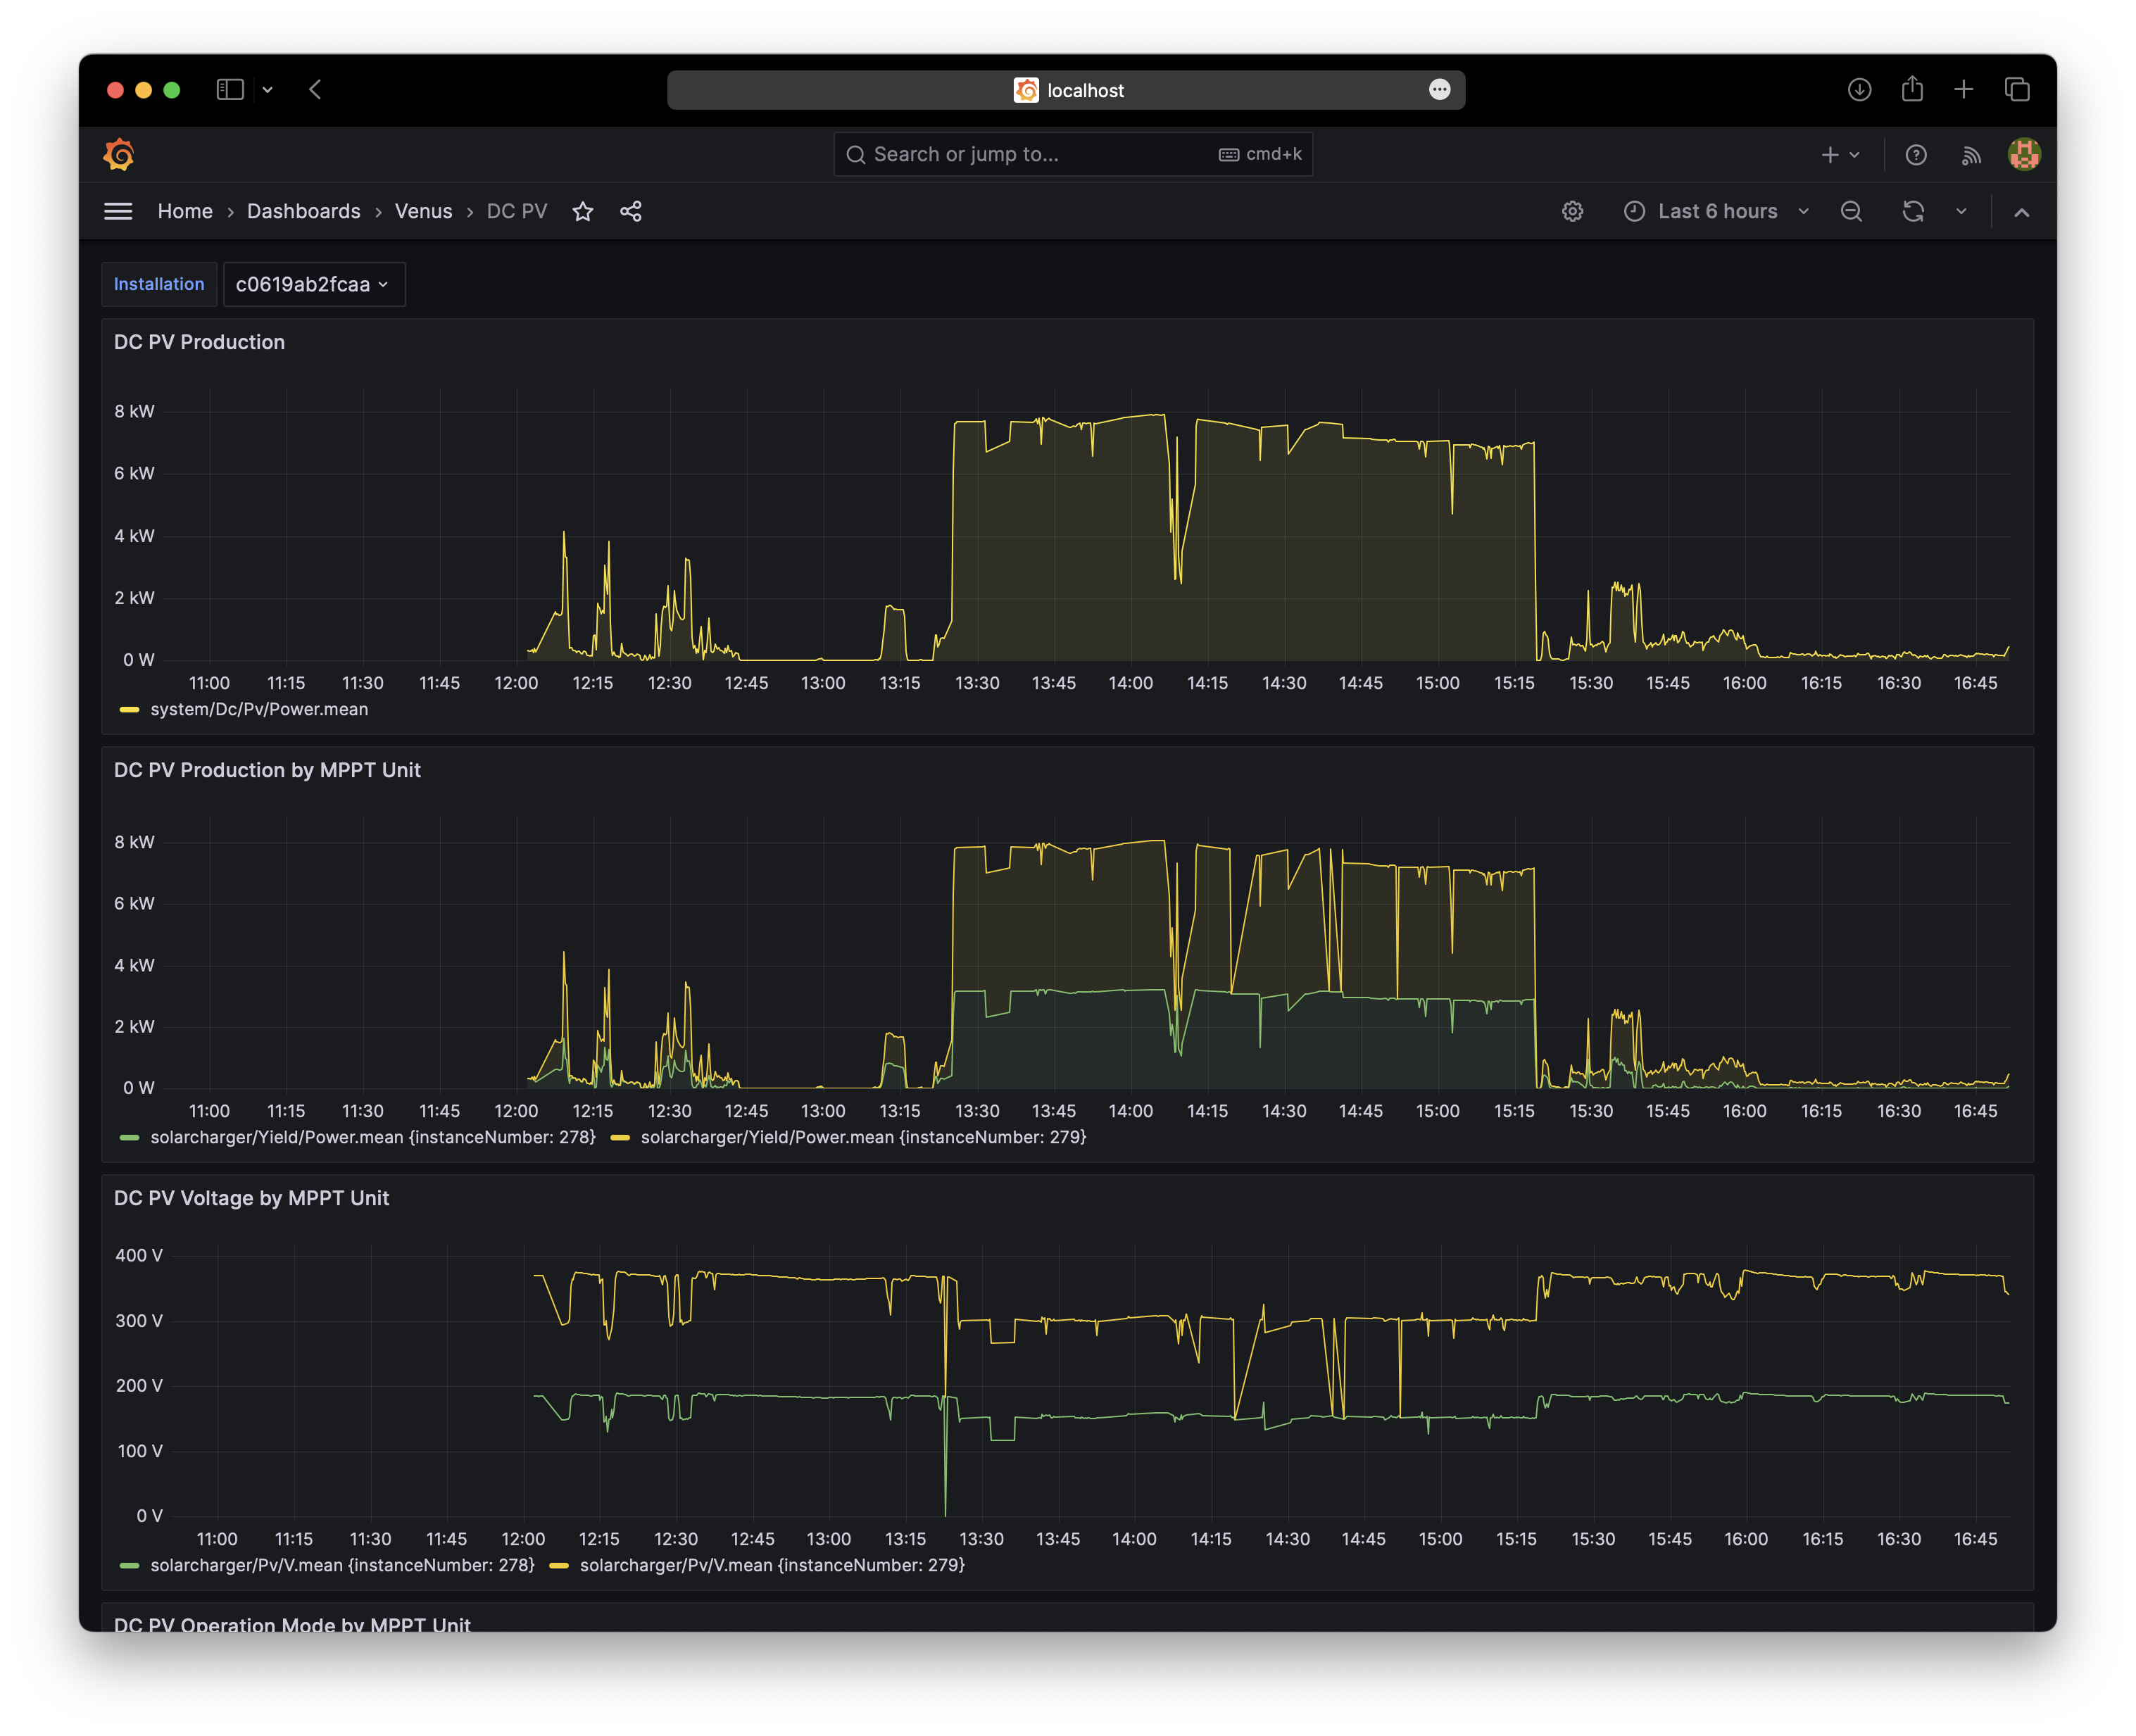 localhost
Search or jump to... cmd+k
Home › Dashboards › Venus › DC PV Last 6 hours
Installation c0619ab2fcaa
DC PV Production
8 kW
6 kW
4 kW
2 kW
0 W
11:00 11:15 11:30 11:45 12:00 12:15 12:30 12:45 13:00 13:15 13:30 13:45 14:00 14:15 14:30 14:45 15:00 15:15 15:30 15:45 16:00 16:15 16:30 16:45
system/Dc/Pv/Power.mean
DC PV Production by MPPT Unit
8 kW
6 kW
4 kW
2 kW
0 W
11:00 11:15 11:30 11:45 12:00 12:15 12:30 12:45 13:00 13:15 13:30 13:45 14:00 14:15 14:30 14:45 15:00 15:15 15:30 15:45 16:00 16:15 16:30 16:45
solarcharger/Yield/Power.mean {instanceNumber: 278} solarcharger/Yield/Power.mean {instanceNumber: 279}
DC PV Voltage by MPPT Unit
400 V
300 V
200 V
100 V
0 V
11:00 11:15 11:30 11:45 12:00 12:15 12:30 12:45 13:00 13:15 13:30 13:45 14:00 14:15 14:30 14:45 15:00 15:15 15:30 15:45 16:00 16:15 16:30 16:45
solarcharger/Pv/V.mean {instanceNumber: 278} solarcharger/Pv/V.mean {instanceNumber: 279}
DC PV Operation Mode by MPPT Unit